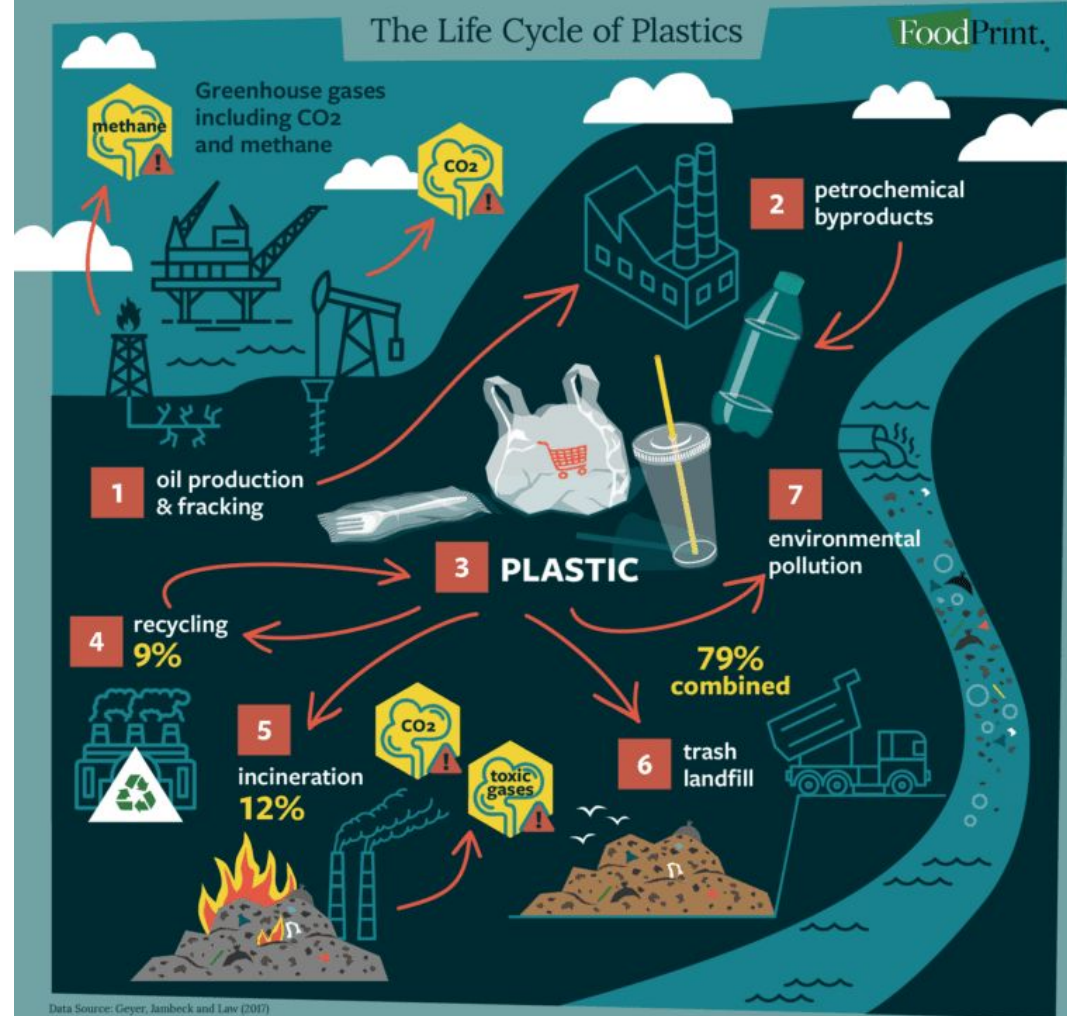 The Life Cycle of Plastics
FoodPrint.
Greenhouse gases
including CO2
and methane
methane
CO2
2
petrochemical
byproducts
1
oil production
& fracking
7
environmental
pollution
3
PLASTIC
4
recycling
9%
79%
combined
5
incineration
12%
CO2
toxic
gases
6
trash
landfill
Data Source: Geyer, Jambeck and Law (2017)